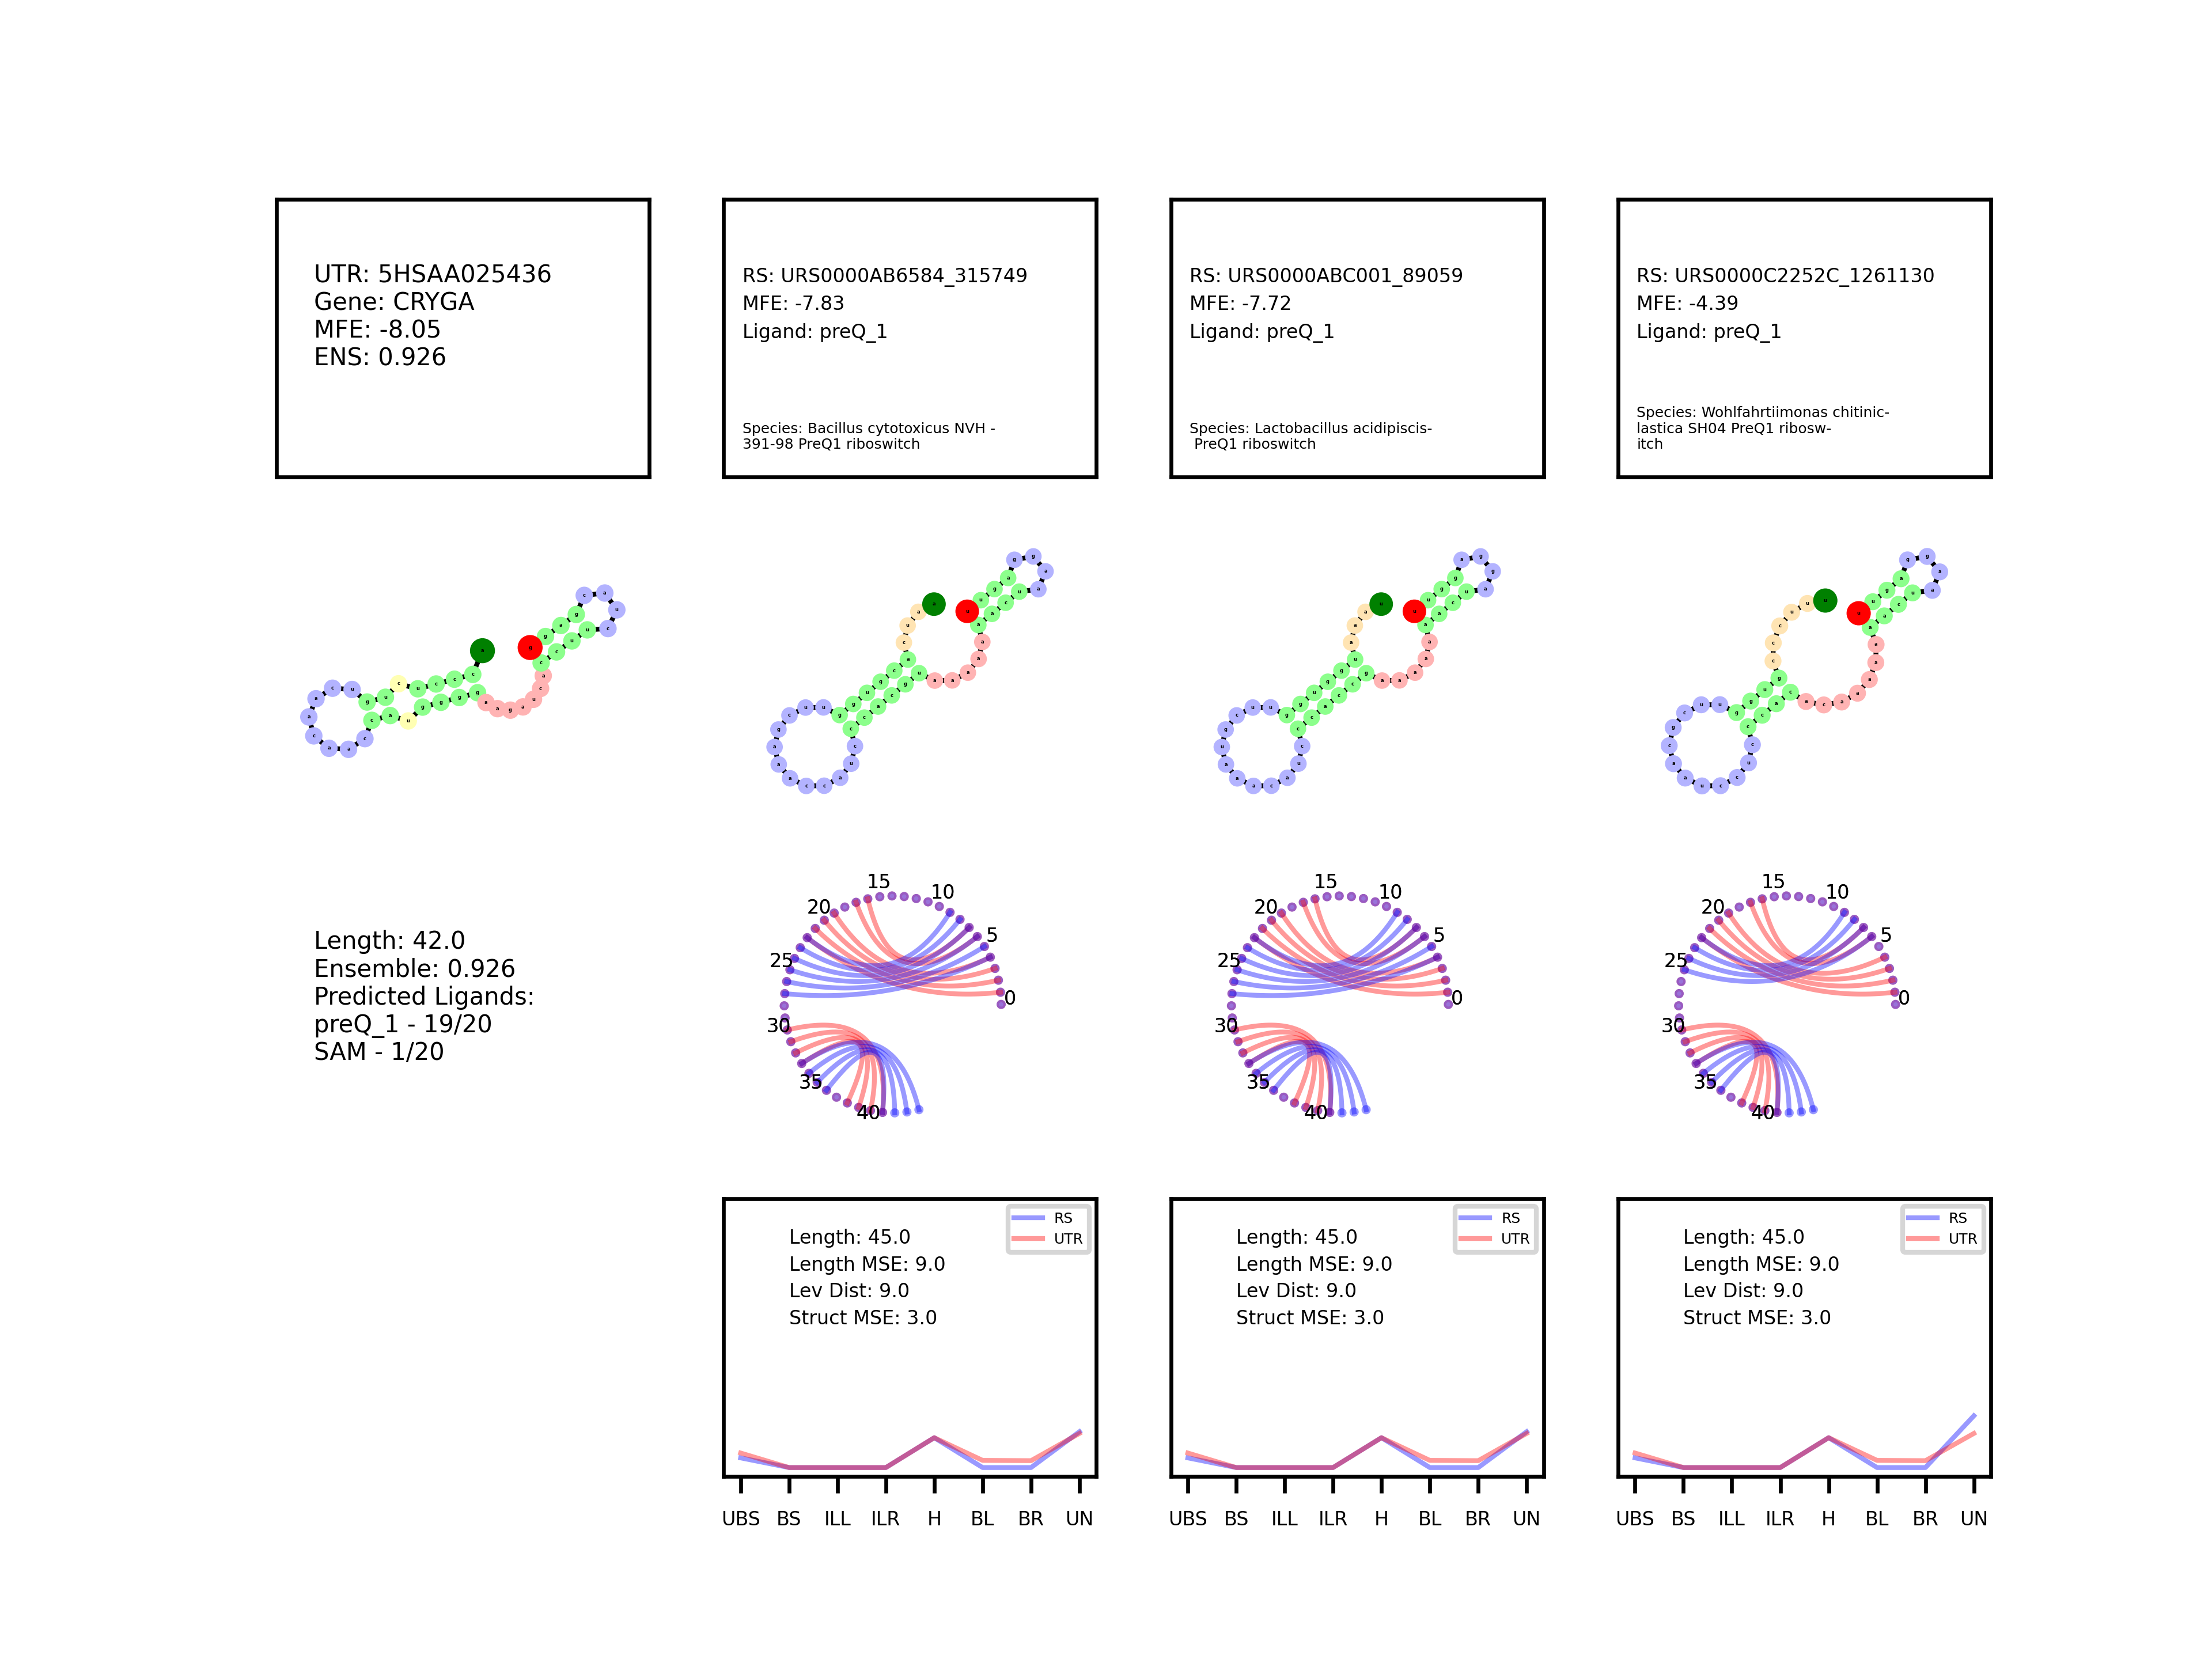 UTR: 5HSAA025436
Gene: CRYGA
MFE: -8.05
ENS: 0.926
RS: URS0000AB6584_315749
MFE: -7.83
Ligand: preQ_1
Species: Bacillus cytotoxicus NVH -
391-98 PreQ1 riboswitch
RS: URS0000ABC001_89059
MFE: -7.72
Ligand: preQ_1
Species: Lactobacillus acidipiscis-
PreQ1 riboswitch
RS: URS0000C2252C_1261130
MFE: -4.39
Ligand: preQ_1
Species: Wohlfahrtiimonas chitinic-
lastica SH04 PreQ1 ribosw-
itch
Length: 42.0
Ensemble: 0.926
Predicted Ligands:
preQ_1 - 19/20
SAM - 1/20
0
5
10
15
20
25
30
35
40
0
5
10
15
20
25
30
35
40
0
5
10
15
20
25
30
35
40
Length: 45.0
Length MSE: 9.0
Lev Dist: 9.0
Struct MSE: 3.0
RS
UTR
UBS BS ILL ILR H BL BR UN
Length: 45.0
Length MSE: 9.0
Lev Dist: 9.0
Struct MSE: 3.0
RS
UTR
UBS BS ILL ILR H BL BR UN
Length: 45.0
Length MSE: 9.0
Lev Dist: 9.0
Struct MSE: 3.0
RS
UTR
UBS BS ILL ILR H BL BR UN